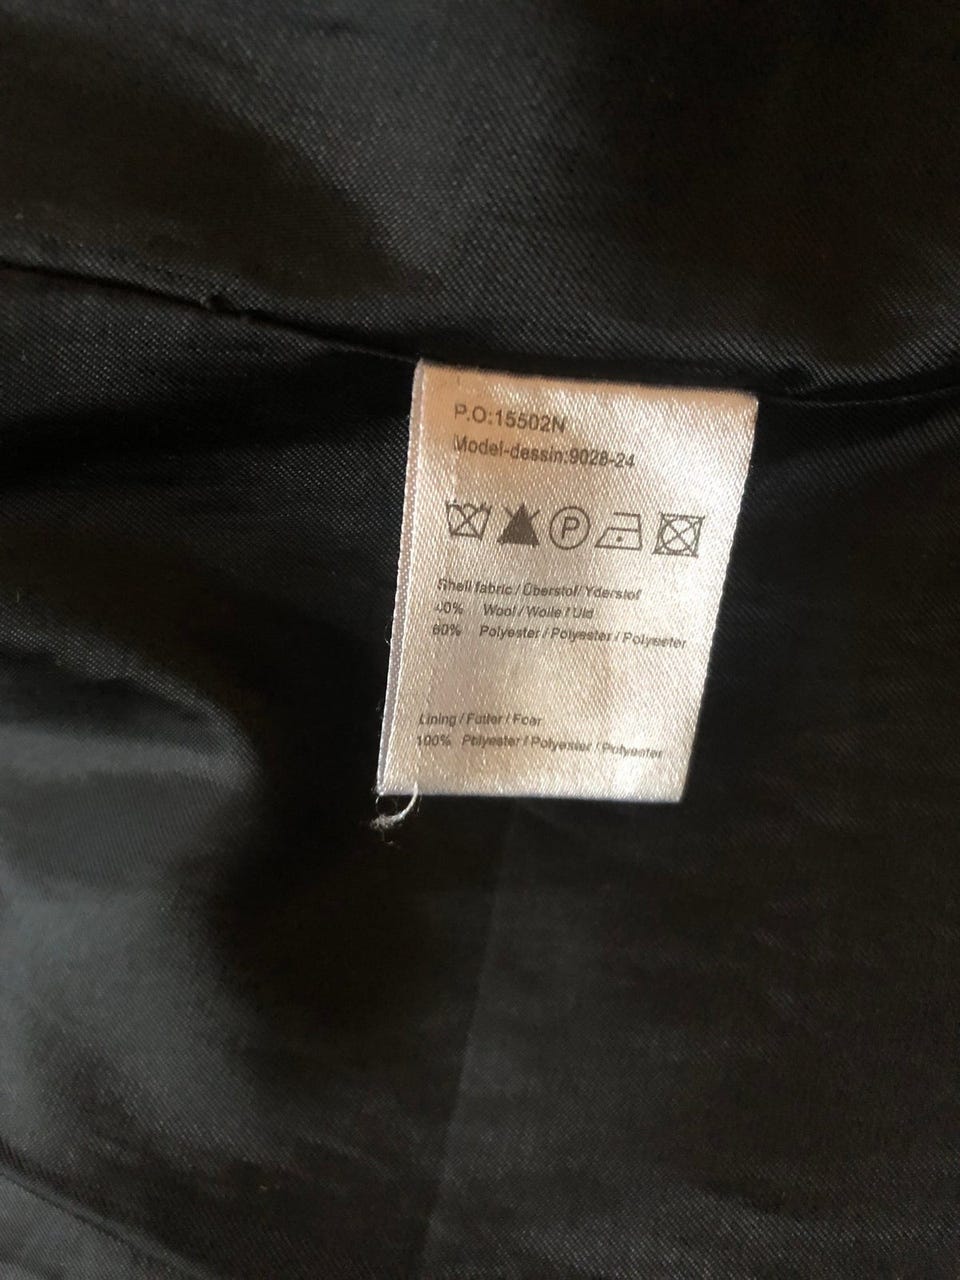 P.O:15502N
Model-dessin:9028-24
P
Shell fabric / Überstof/ Yderstof
40% Wool / Wolle / Uld
60% Polyester / Polyester / Polyester
Lining / Futter / Foer
100% Polyester / Polyester / Polyester